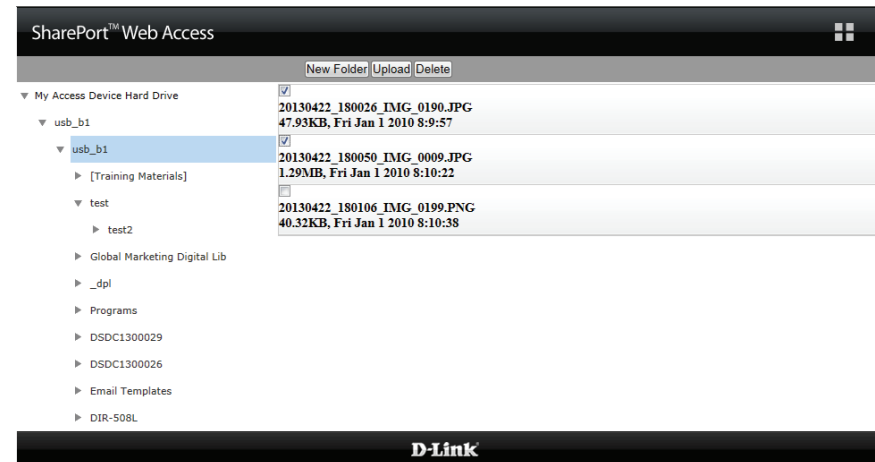 SharePort™ Web Access
New Folder Upload Delete
My Access Device Hard Drive
usb_b1
usb_b1
[Training Materials]
test
test2
Global Marketing Digital Lib
_dpl
Programs
DSDC1300029
DSDC1300026
Email Templates
DIR-508L
20130422_180026_IMG_0190.JPG
47.93KB, Fri Jan 1 2010 8:9:57
20130422_180050_IMG_0009.JPG
1.29MB, Fri Jan 1 2010 8:10:22
20130422_180106_IMG_0199.PNG
40.32KB, Fri Jan 1 2010 8:10:38
D-Link